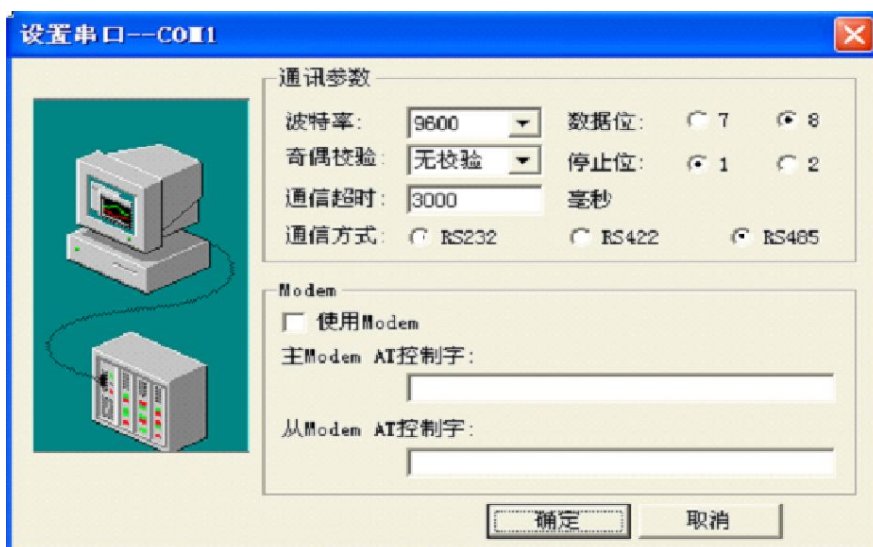 设置串口--COM1
通讯参数
波特率: 9600 数据位: 7 8
奇偶校验: 无校验 停止位: 1 2
通信超时: 3000 毫秒
通信方式: RS232 RS422 RS485
Modem
使用Modem
主Modem AT控制字:
从Modem AT控制字:
确定 取消